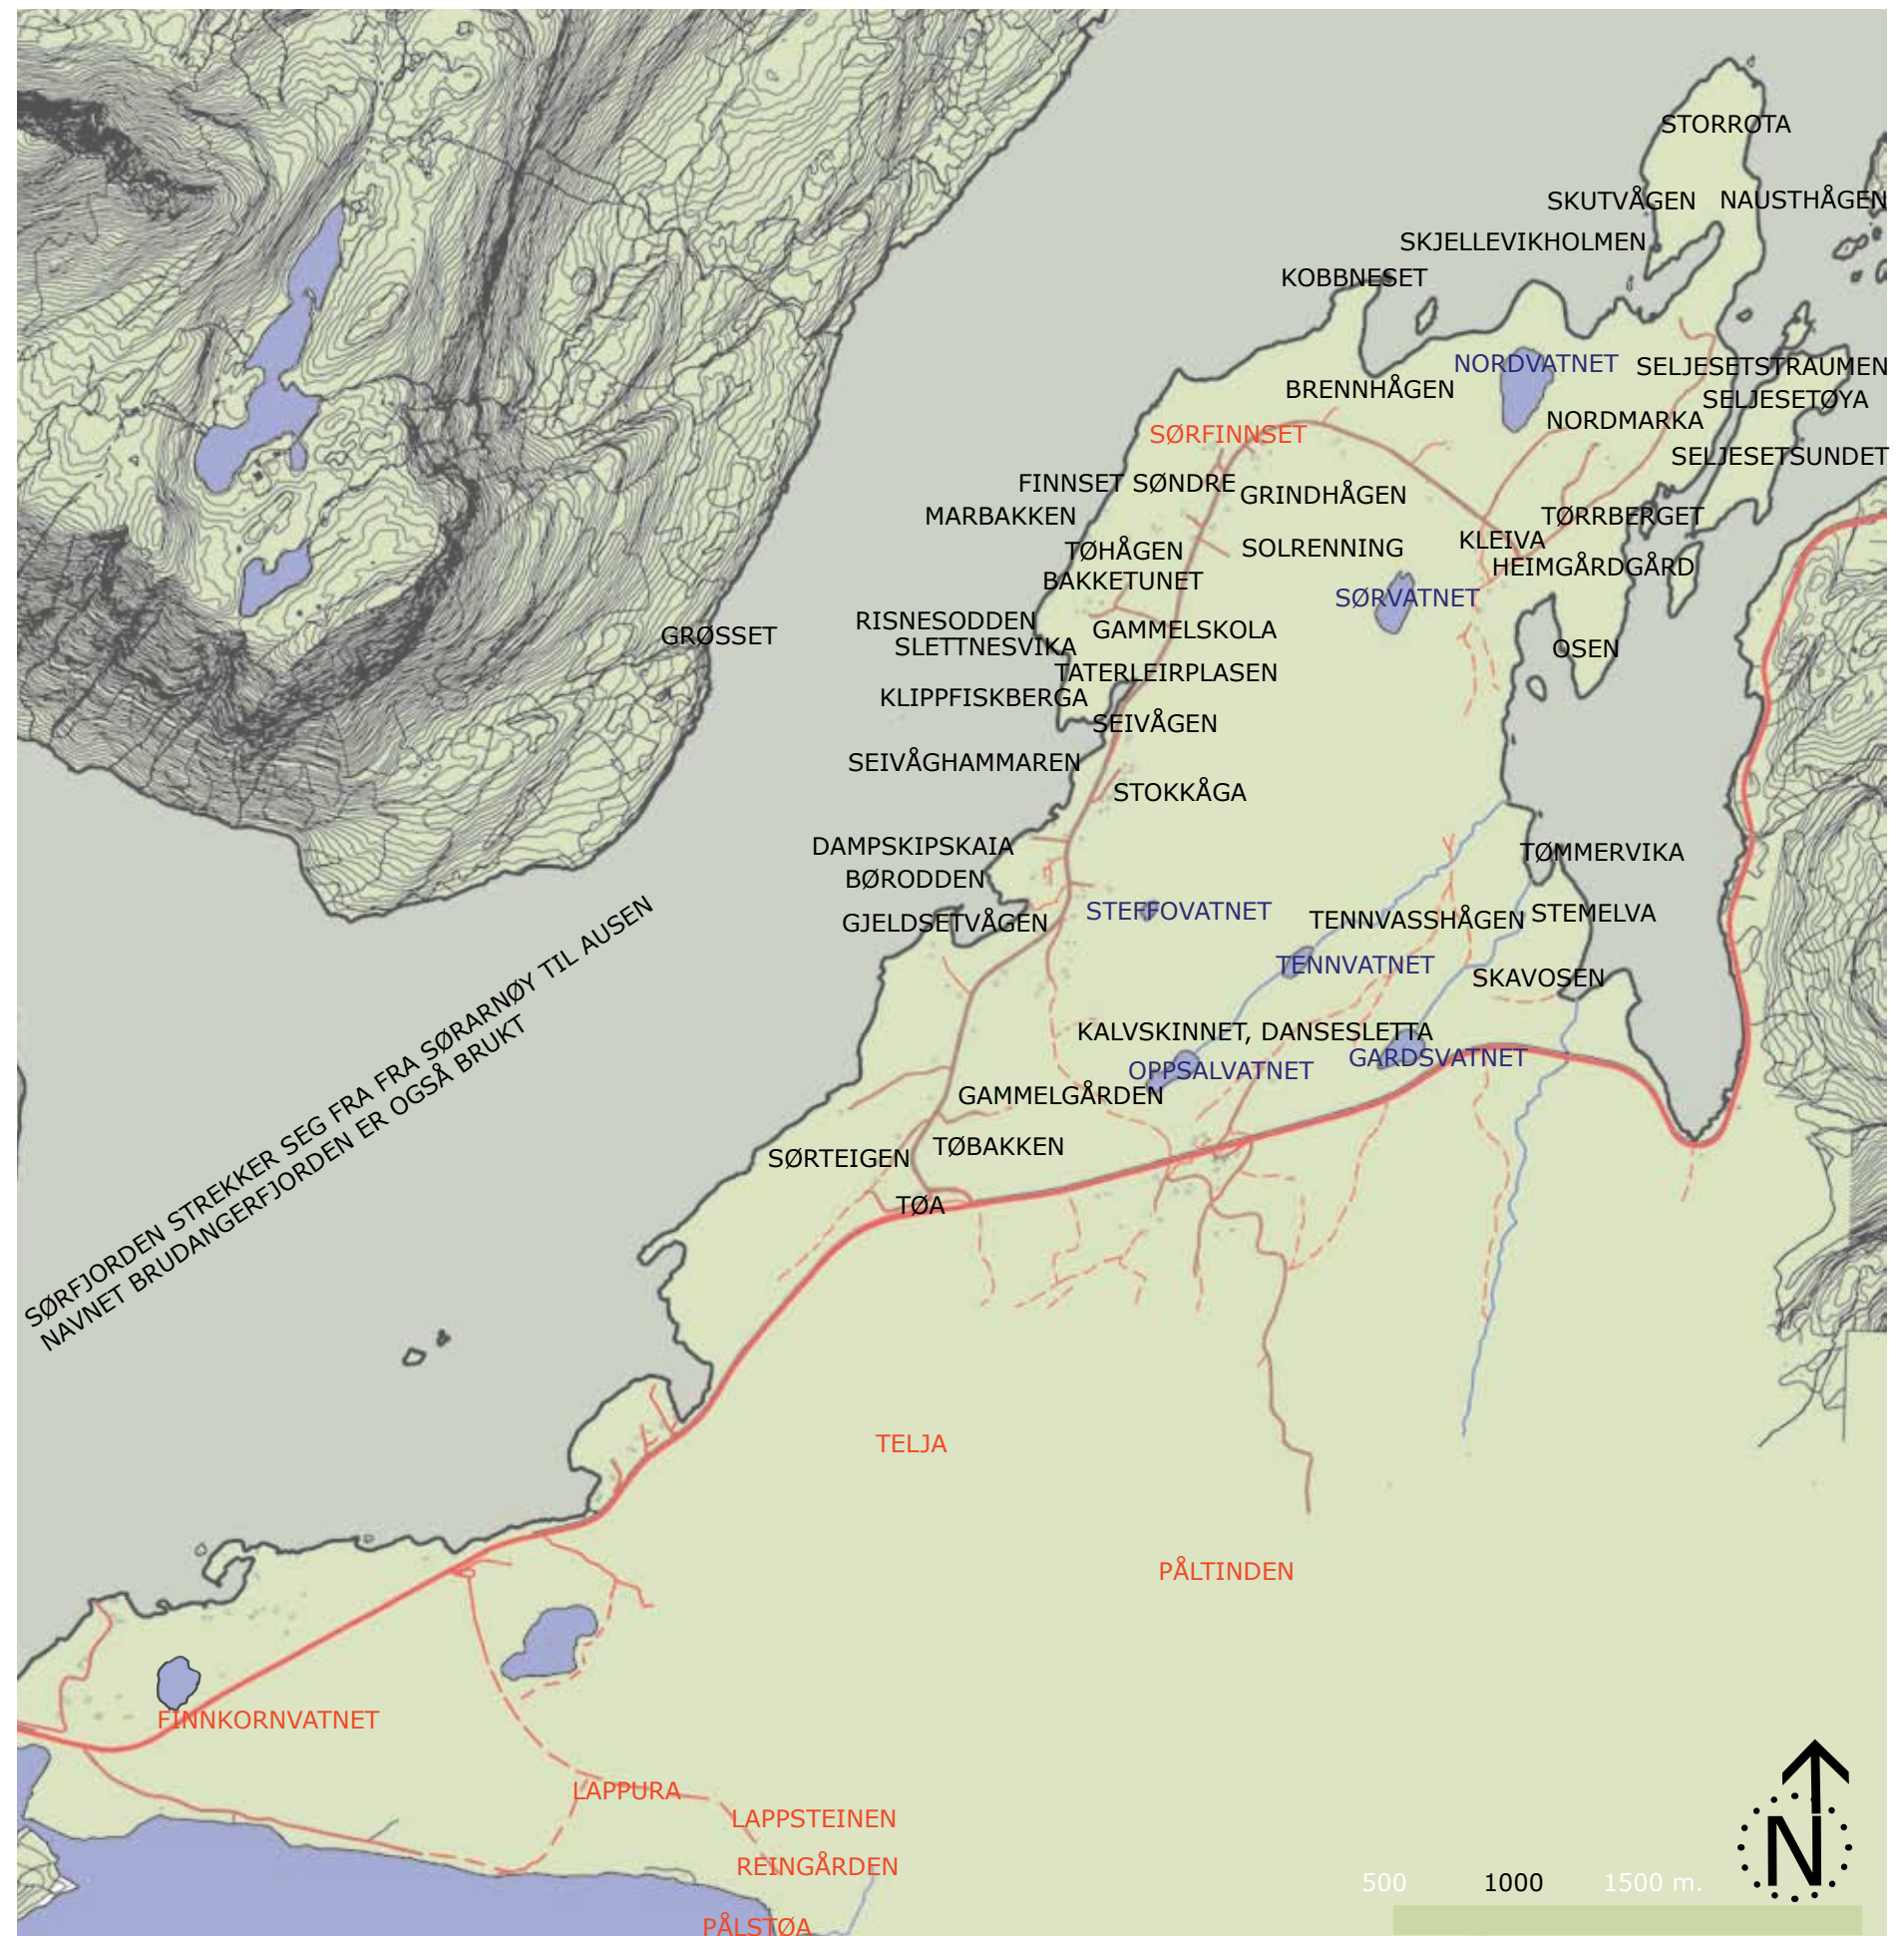 STORROTA
SKUTVÅGEN
NAUSTHÅGEN
SKJELLEVIKHOLMEN
KOBBNESET
NORDVATNET
SELJESETSTRAUMEN
BRENNHÅGEN
SELJESETØYA
NORDMARKA
SØRFINNSET
SELJESETSUNDET
FINNSET SØNDRE
GRINDHÅGEN
MARBAKKEN
TØRRBERGET
KLEIVA
TØHÅGEN
SOLRENNING
HEIMGÅRDGÅRD
BAKKETUNET
SØRVATNET
RISNESODDEN
GAMMELSKOLA
GRØSSET
SLETTNESVIKA
OSEN
TATERLEIRPLASEN
KLIPPFISKBERGA
SEIVÅGEN
SEIVÅGHAMMAREN
STOKKÅGA
DAMPSKIPSKAIA
TØMMERVIKA
BØRODDEN
STEFFOVATNET
STEMELVA
GJELDSETVÅGEN
TENNVASSHÅGEN
TENNVATNET
SKAVOSEN
KALVSKINNET, DANSESLETTA
GARDSVATNET
OPPSALVATNET
GAMMELGÅRDEN
TØBAKKEN
SØRTEIGEN
TØA
SØRFJORDEN STREKKER SEG FRA FRA SØRARNØY TIL AUSEN
NAVNET BRUDANGERFJORDEN ER OGSÅ BRUKT
TELJA
PÅLTINDEN
FINNKORNVATNET
LAPPURA
LAPPSTEINEN
REINGÅRDEN
PÅLSTØA
500 1000 1500 m.
N